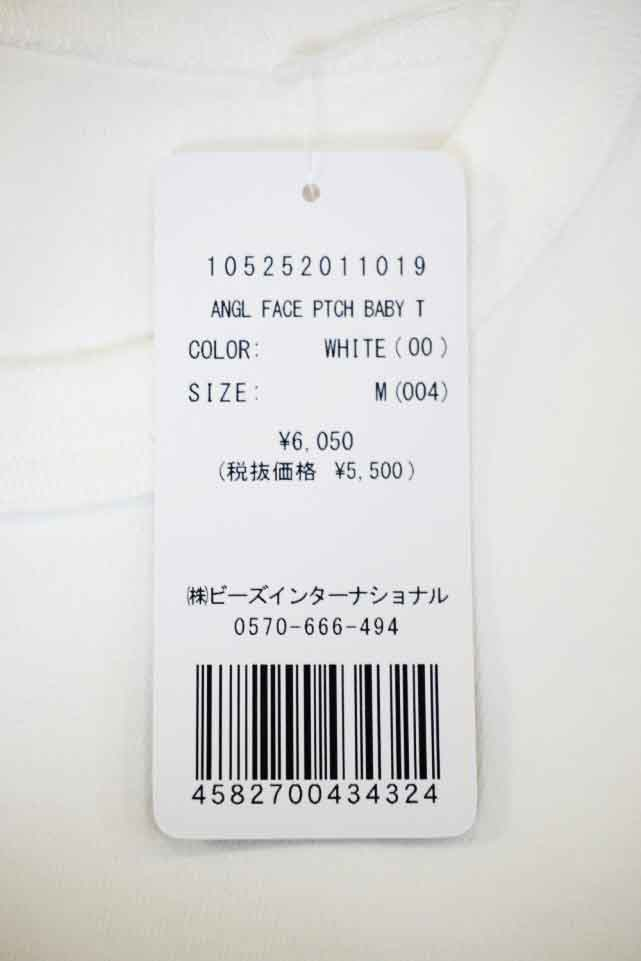 105252011019
ANGL FACE PTCH BABY T
COLOR: WHITE(00)
SIZE: M(004)
¥6,050
(税抜価格 ¥5,500)
㈱ビーズインターナショナル
0570-666-494
4582700434324